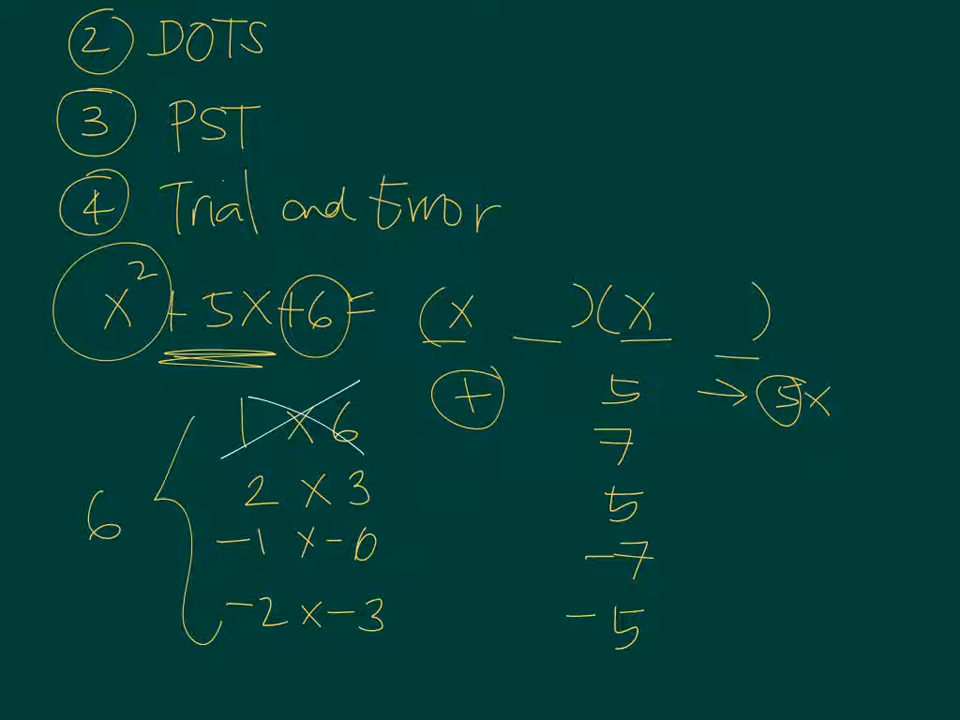 2 DOTS
3 PST
4 Trial and Error
x² + 5x + 6 = (x __)(x __)
+ 5 → 5x
1 x 6 7
6 2 x 3 5
-1 x -6 -7
-2 x -3 -5